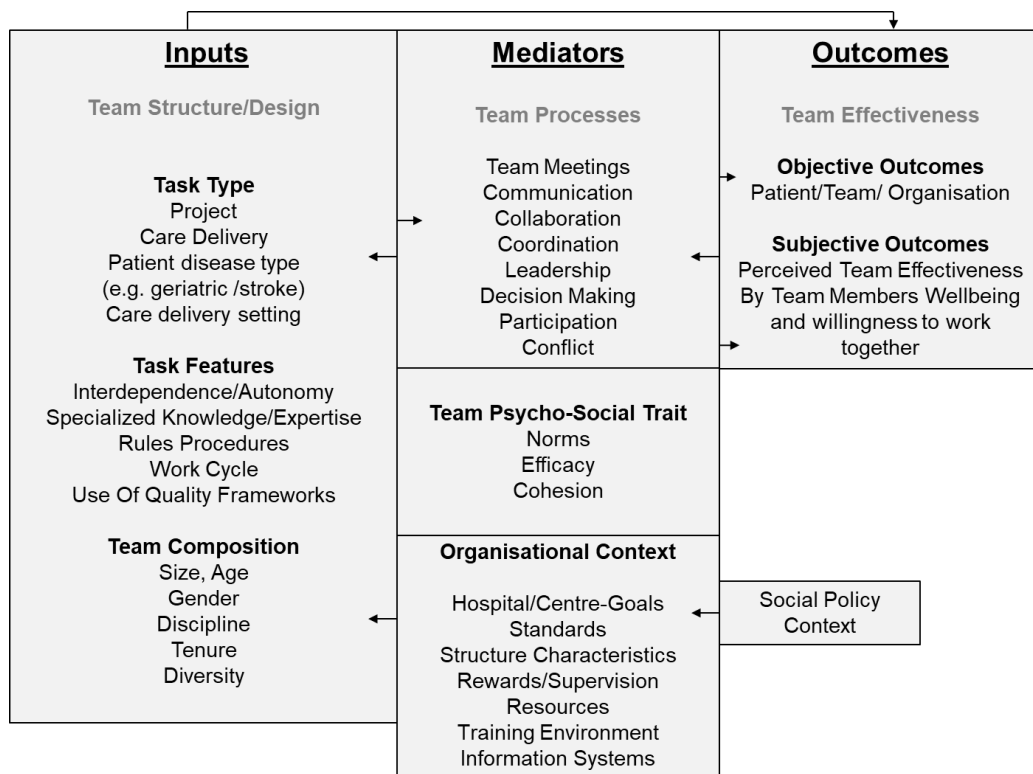 Inputs
Team Structure/Design
Task Type
Project
Care Delivery
Patient disease type
(e.g. geriatric /stroke)
Care delivery setting
Task Features
Interdependence/Autonomy
Specialized Knowledge/Expertise
Rules Procedures
Work Cycle
Use Of Quality Frameworks
Team Composition
Size, Age
Gender
Discipline
Tenure
Diversity
Mediators
Team Processes
Team Meetings
Communication
Collaboration
Coordination
Leadership
Decision Making
Participation
Conflict
Team Psycho-Social Trait
Norms
Efficacy
Cohesion
Organisational Context
Hospital/Centre-Goals
Standards
Structure Characteristics
Rewards/Supervision
Resources
Training Environment
Information Systems
Outcomes
Team Effectiveness
Objective Outcomes
Patient/Team/ Organisation
Subjective Outcomes
Perceived Team Effectiveness
By Team Members Wellbeing
and willingness to work
together
Social Policy
Context